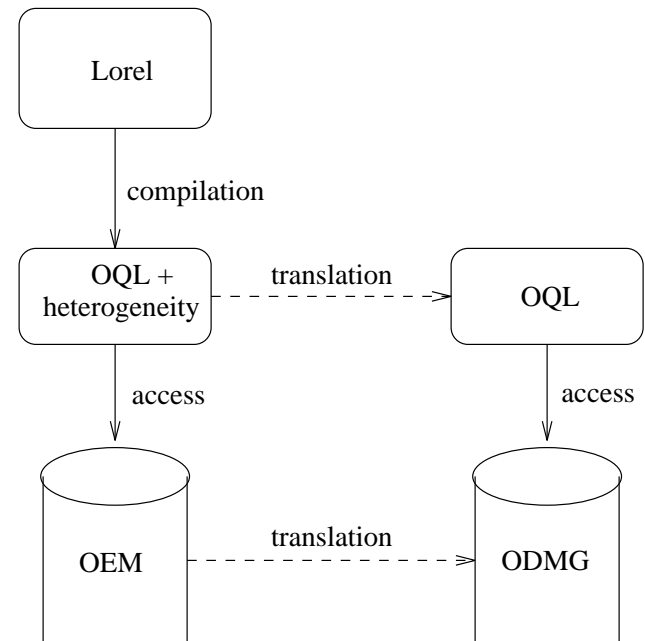 Lorel
compilation
OQL +
heterogeneity
translation
OQL
access
access
OEM
translation
ODMG